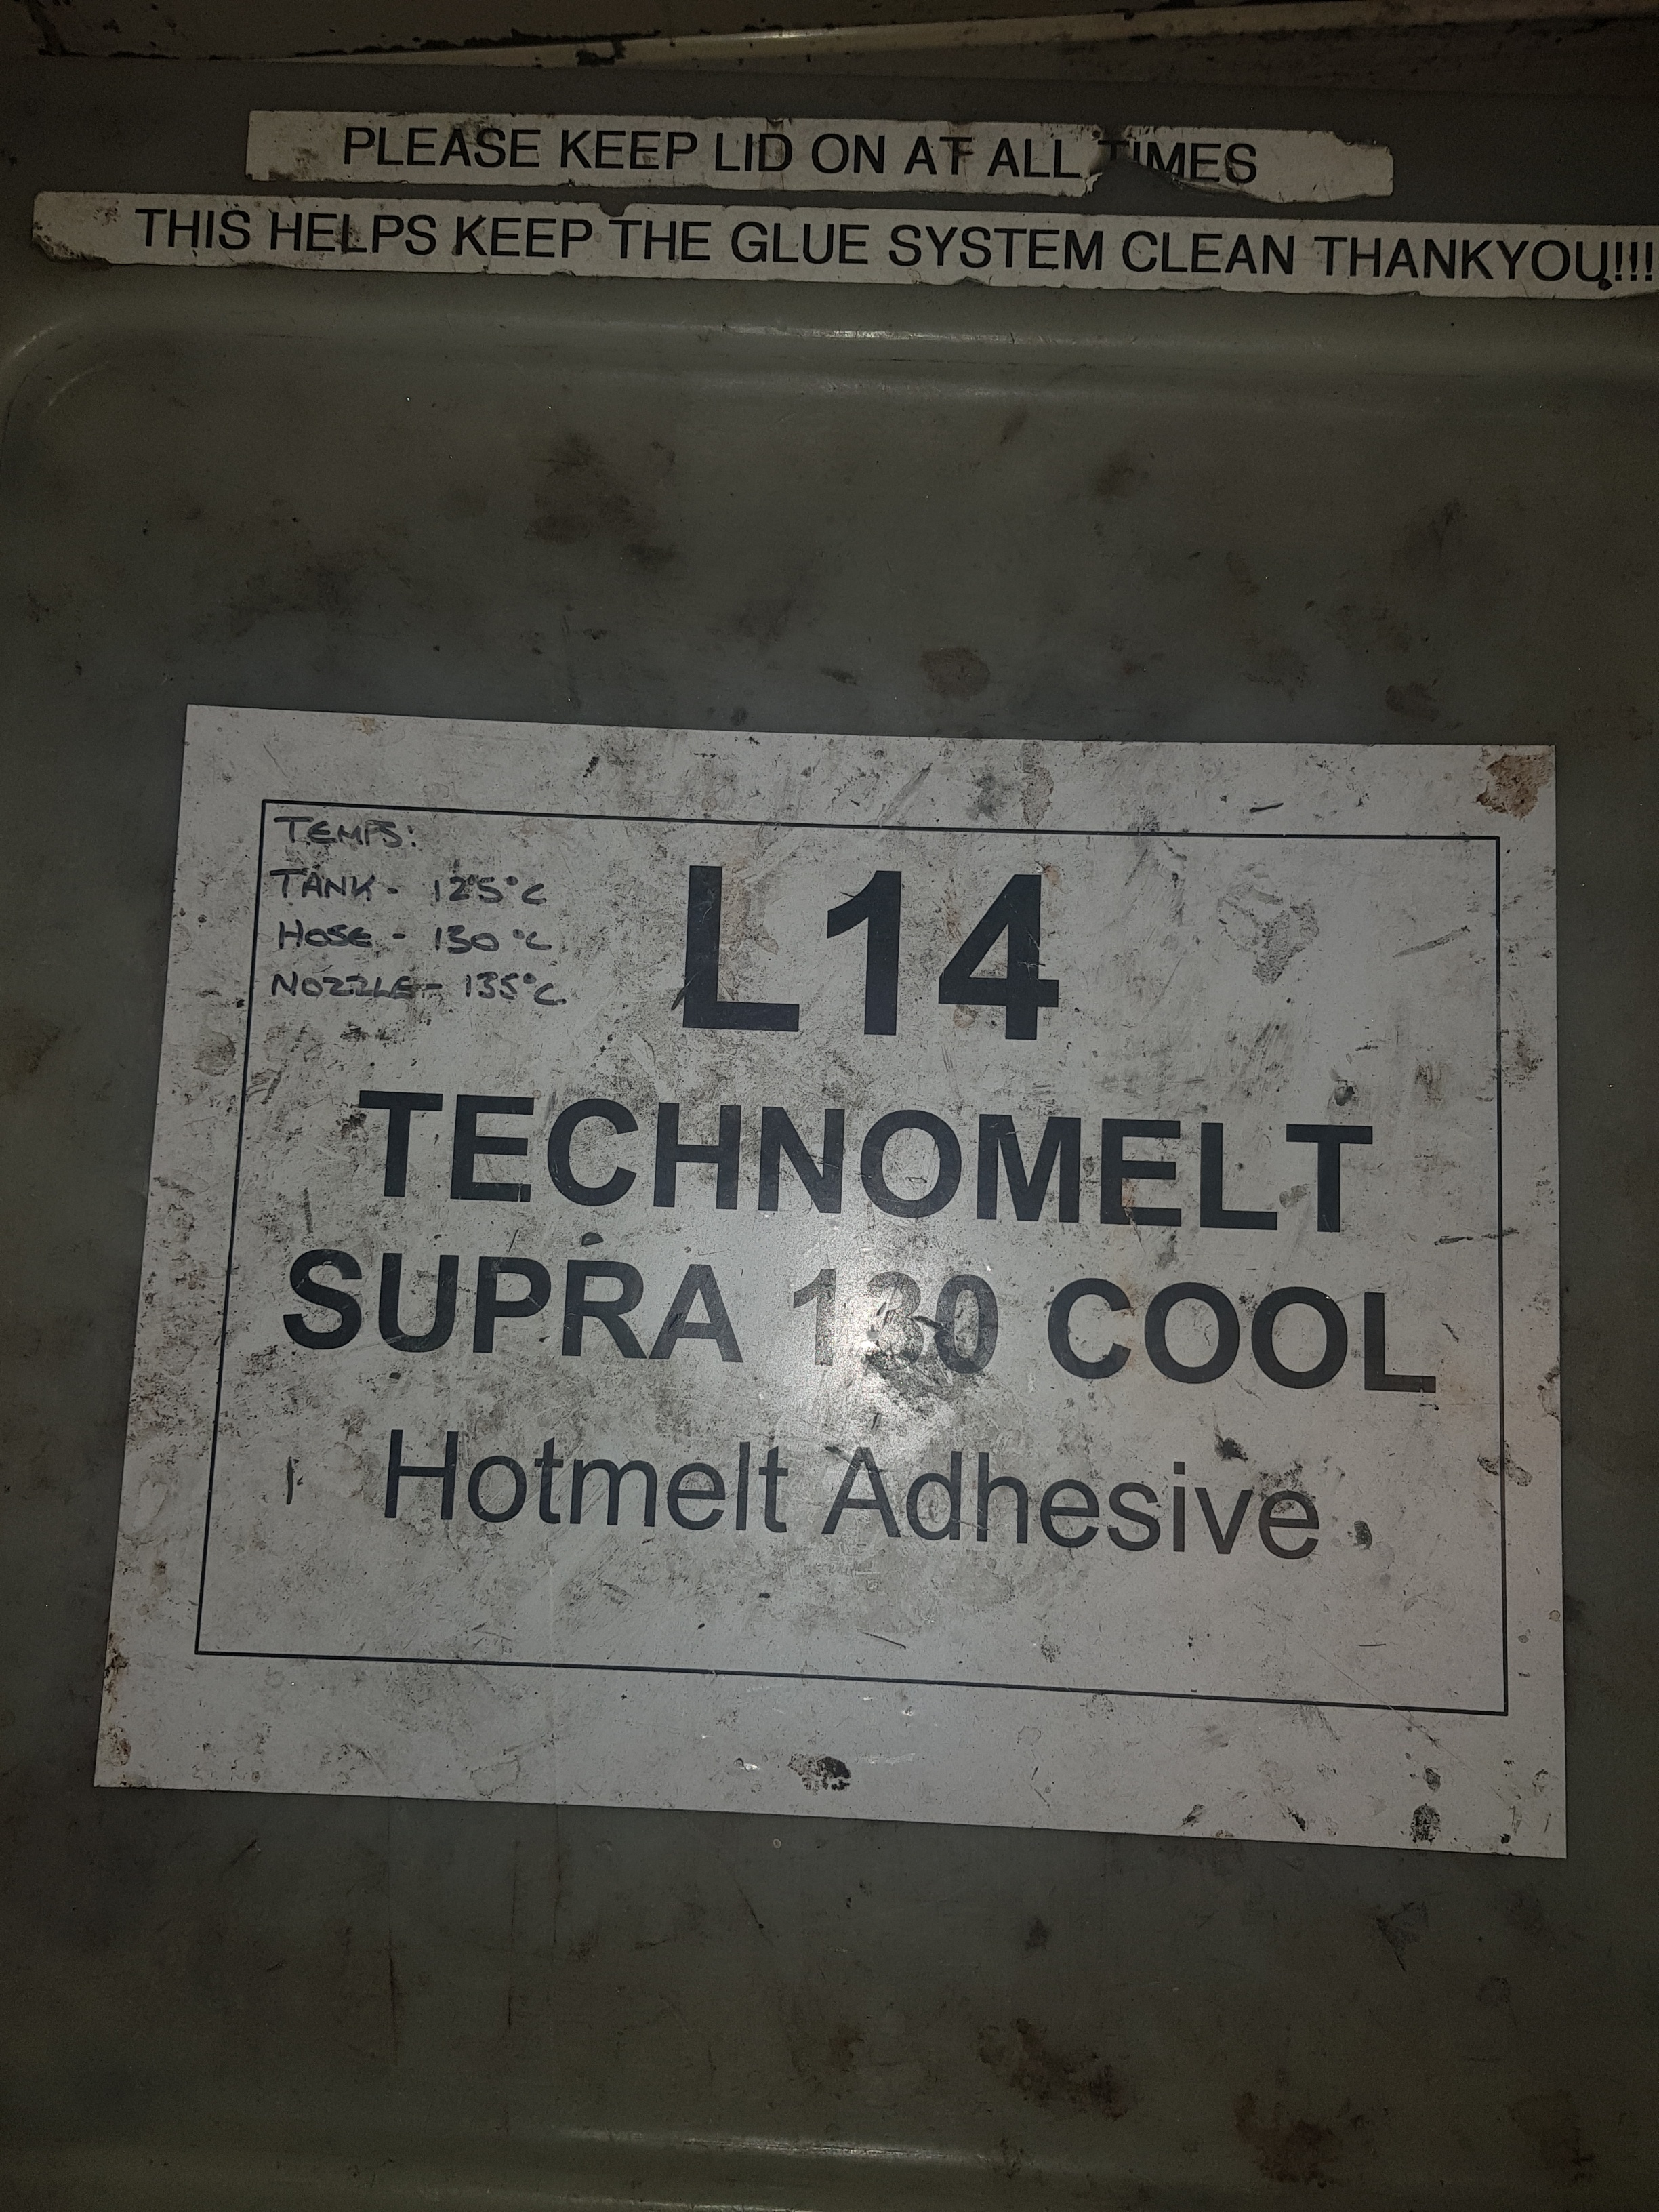 PLEASE KEEP LID ON AT ALL TIMES
THIS HELPS KEEP THE GLUE SYSTEM CLEAN THANKYOU!!!
TEMPS:
TANK - 125°C
HOSE - 130°C
NOZZLE - 135°C
L14
TECHNOMELT
SUPRA 130 COOL
Hotmelt Adhesive